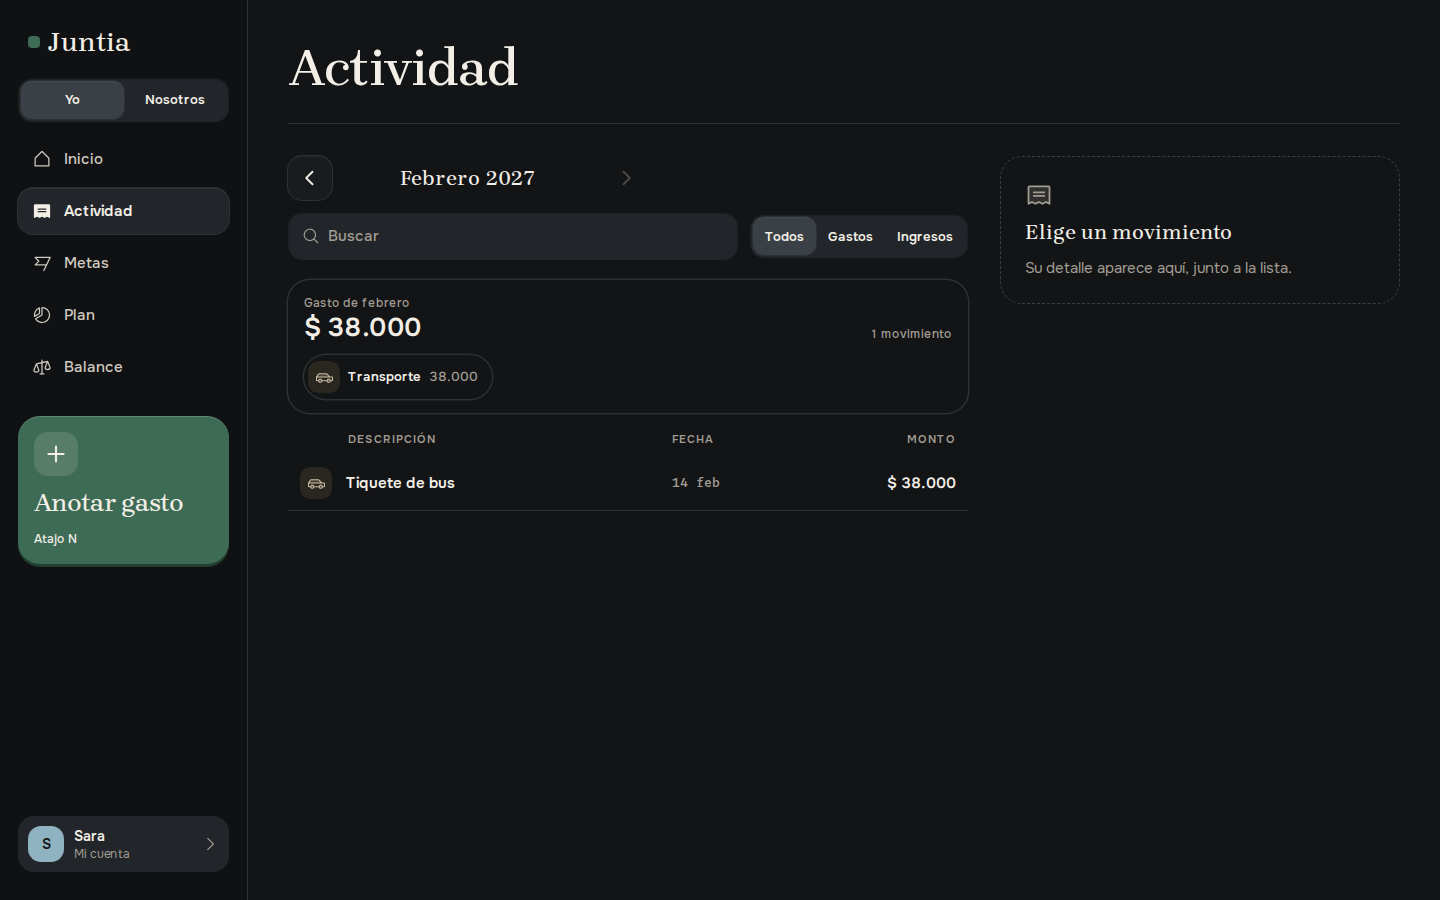 Juntia
Yo
Nosotros
Inicio
Actividad
Metas
Plan
Balance
Anotar gasto
Atajo N
Sara
S
Mi cuenta
Actividad
Febrero 2027
Buscar
Todos
Gastos
Ingresos
Gasto de febrero
$ 38.000
1 movimiento
Transporte 38.000
DESCRIPCIÓN
FECHA
MONTO
Tiquete de bus
14 feb
$ 38.000
Elige un movimiento
Su detalle aparece aquí, junto a la lista.